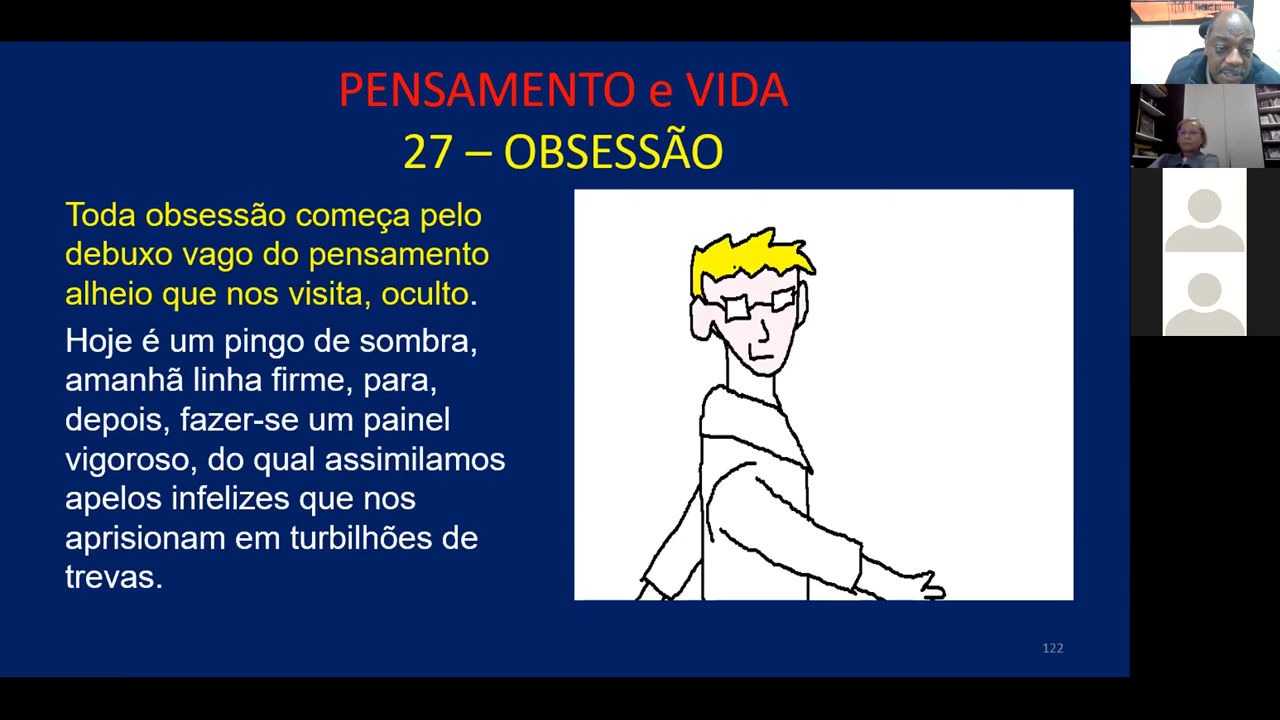 PENSAMENTO e VIDA
27 – OBSESSÃO
Toda obsessão começa pelo
debuxo vago do pensamento
alheio que nos visita, oculto.
Hoje é um pingo de sombra,
amanhã linha firme, para,
depois, fazer-se um painel
vigoroso, do qual assimilamos
apelos infelizes que nos
aprisionam em turbilhões de
trevas.
122